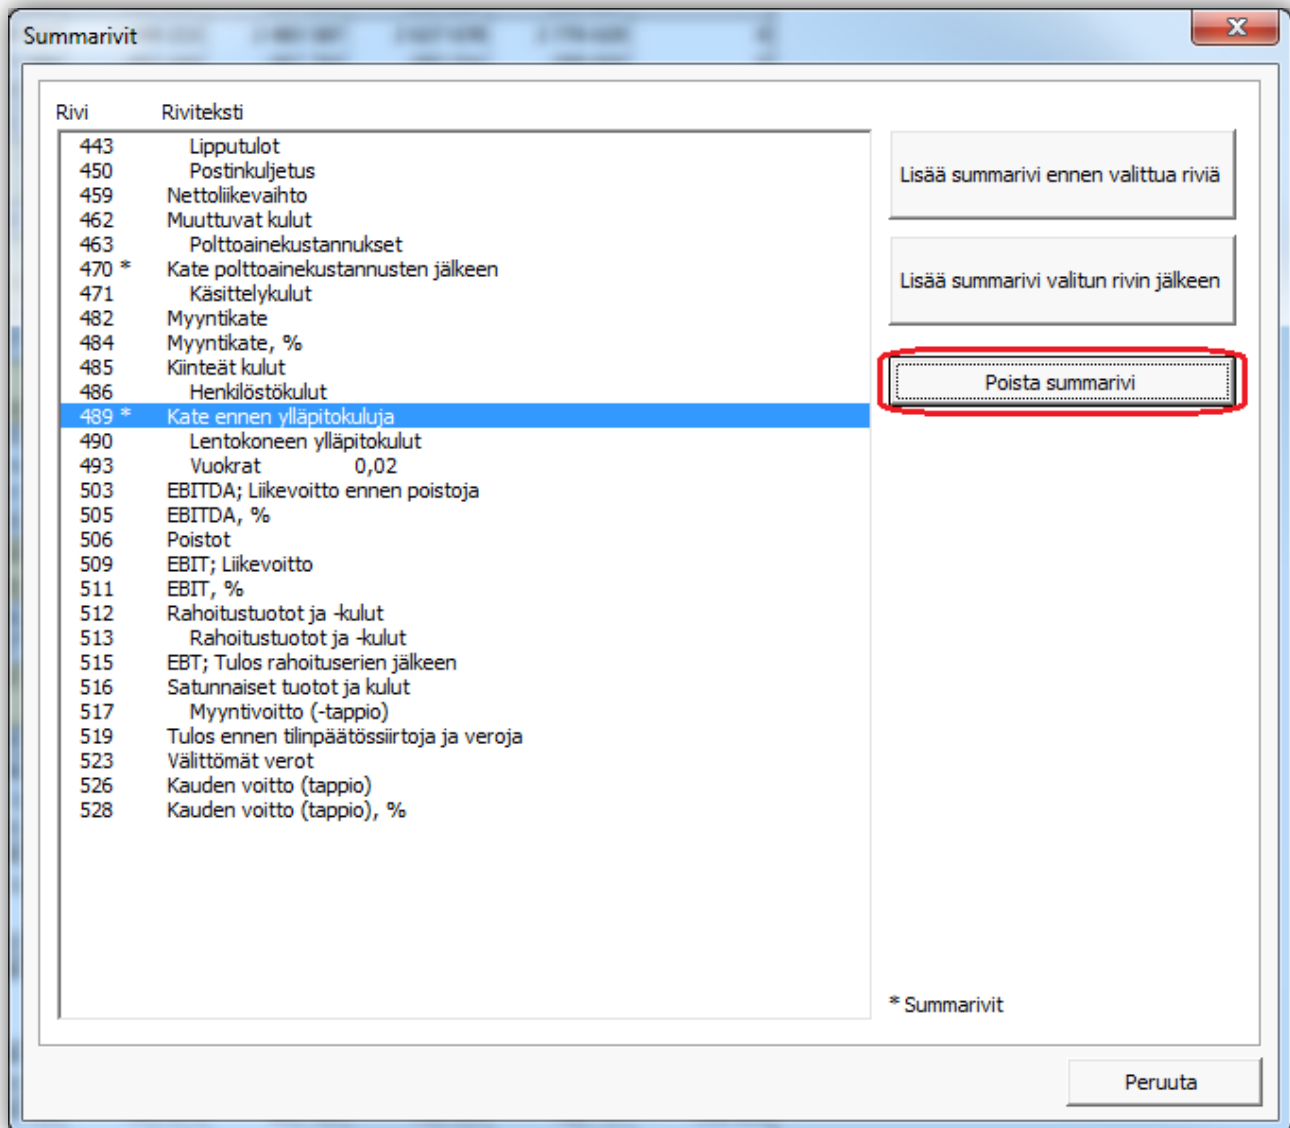 Summarivit
Rivi Riviteksti
443 Lipputulot
450 Postinkuljetus
459 Nettoliikevaihto
462 Muuttuvat kulut
463 Polttoainekustannukset
470 * Kate polttoainekustannusten jälkeen
471 Käsittelykulut
482 Myyntikate
484 Myyntikate, %
485 Kiinteät kulut
486 Henkilöstökulut
489 * Kate ennen ylläpitokuluja
490 Lentokoneen ylläpitokulut
493 Vuokrat 0,02
503 EBITDA; Liikevoitto ennen poistoja
505 EBITDA, %
506 Poistot
509 EBIT; Liikevoitto
511 EBIT, %
512 Rahoitustuotot ja -kulut
513 Rahoitustuotot ja -kulut
515 EBT; Tulos rahoituserien jälkeen
516 Satunnaiset tuotot ja kulut
517 Myyntivoitto (-tappio)
519 Tulos ennen tilinpäätössiirtoja ja veroja
523 Välittömät verot
526 Kauden voitto (tappio)
528 Kauden voitto (tappio), %
Lisää summarivi ennen valittua riviä
Lisää summarivi valitun rivin jälkeen
Poista summarivi
* Summarivit
Peruuta